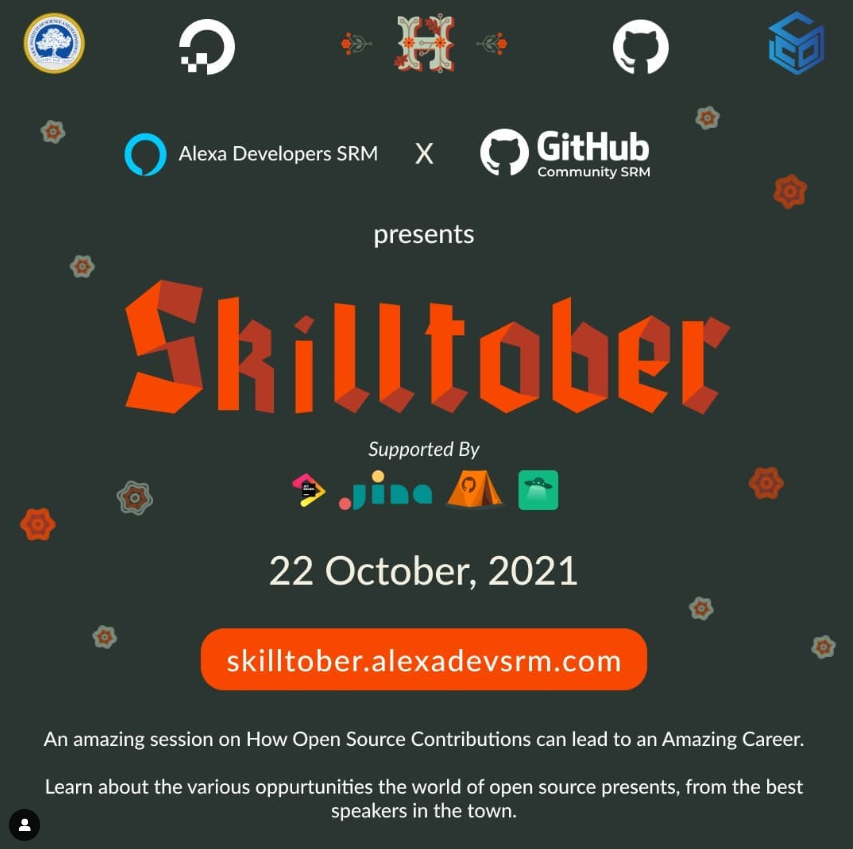 H
Alexa Developers SRM X GitHub
Community SRM
presents
Skilltober
Supported By
jina
22 October, 2021
skilltober.alexadevsrm.com
An amazing session on How Open Source Contributions can lead to an Amazing Career.
Learn about the various oppurtunities the world of open source presents, from the best
speakers in the town.